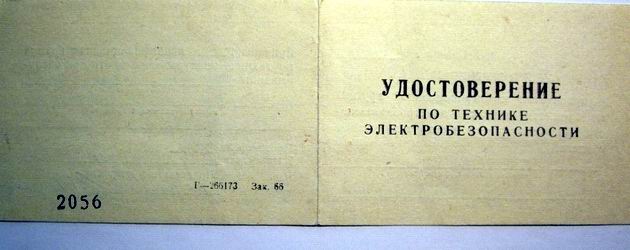 УДОСТОВЕРЕНИЕ
ПО ТЕХНИКЕ
ЭЛЕКТРОБЕЗОПАСНОСТИ
Г—266173 Зак. 66
2056